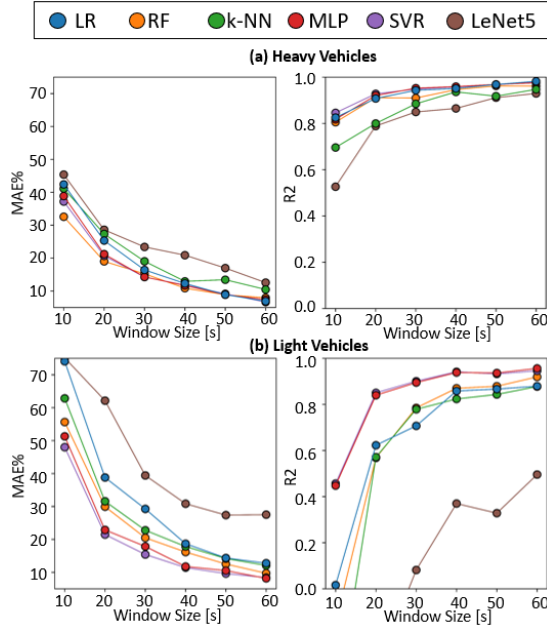 LR RF k-NN MLP SVR LeNet5
(a) Heavy Vehicles
MAE%
70
60
50
40
30
20
10
10 20 30 40 50 60
Window Size [s]
R2
1.0
0.8
0.6
0.4
0.2
0.0
10 20 30 40 50 60
Window Size [s]
(b) Light Vehicles
MAE%
70
60
50
40
30
20
10
10 20 30 40 50 60
Window Size [s]
R2
1.0
0.8
0.6
0.4
0.2
0.0
10 20 30 40 50 60
Window Size [s]